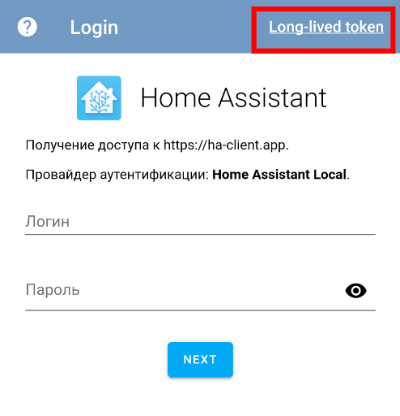 ?
Login
Long-lived token
Home Assistant
Получение доступа к https://ha-client.app.
Провайдер аутентификации: Home Assistant Local.
Логин
Пароль
NEXT